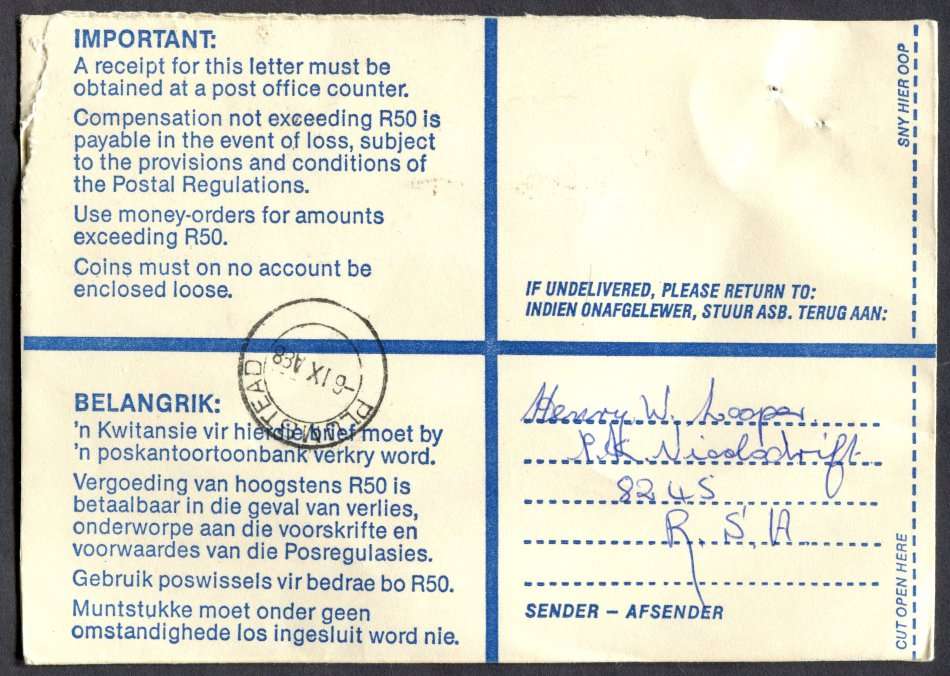 IMPORTANT:
A receipt for this letter must be
obtained at a post office counter.
Compensation not exceeding R50 is
payable in the event of loss, subject
to the provisions and conditions of
the Postal Regulations.
Use money-orders for amounts
exceeding R50.
Coins must on no account be
enclosed loose.
BELANGRIK:
'n Kwitansie vir hierdie brief moet by
'n poskantoortoonbank verkry word.
Vergoeding van hoogstens R50 is
betaalbaar in die geval van verlies,
onderworpe aan die voorskrifte en
voorwaardes van die Posregulasies.
Gebruik poswissels vir bedrae bo R50.
Muntstukke moet onder geen
omstandighede los ingesluit word nie.
PLUMSTEAD
IF UNDELIVERED, PLEASE RETURN TO:
INDIEN ONAFGELEWER, STUUR ASB. TERUG AAN:
Henry W. Looper
P.K Nicolsdrift
8245
R.S.A
SENDER – AFSENDER
SNY HIER OOP
CUT OPEN HERE